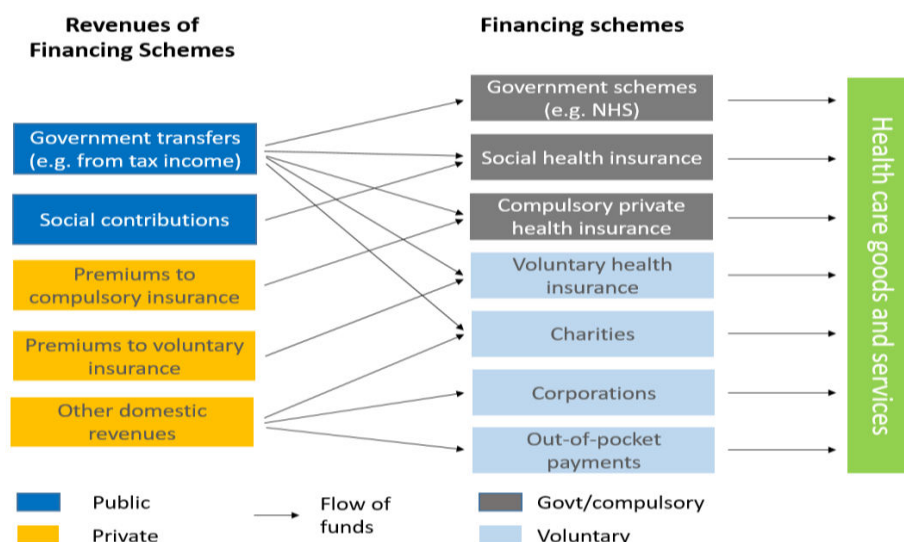 Revenues of
Financing Schemes
Financing schemes
Government transfers
(e.g. from tax income)
Social contributions
Premiums to
compulsory insurance
Premiums to voluntary
insurance
Other domestic
revenues
Government schemes
(e.g. NHS)
Social health insurance
Compulsory private
health insurance
Voluntary health
insurance
Charities
Corporations
Out-of-pocket
payments
Health care goods and services
Public
Private
Flow of
funds
Govt/compulsory
Voluntary